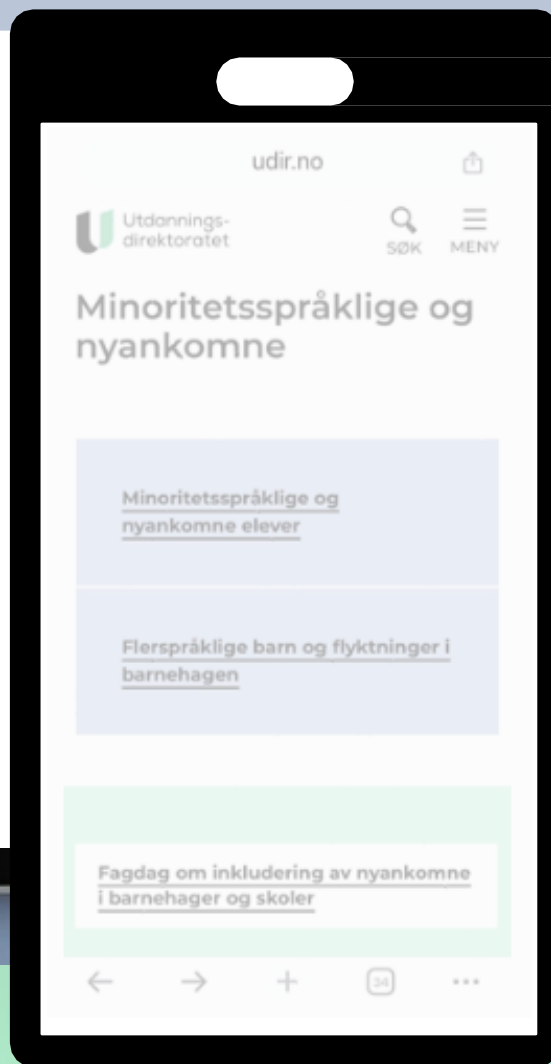 udir.no
Utdannings-
direktoratet
SØK
MENY
Minoritetsspråklige og
nyankomne
Minoritetsspråklige og
nyankomne elever
Flerspråklige barn og flyktninger i
barnehagen
Fagdag om inkludering av nyankomne
i barnehager og skoler
34